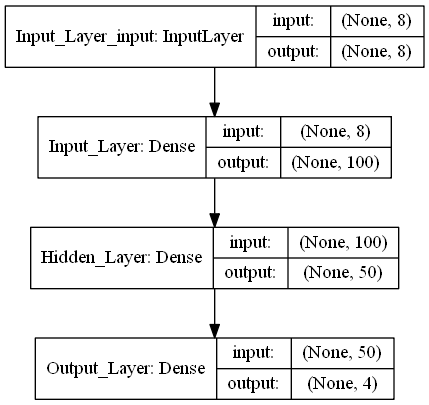 Input_Layer_input: InputLayer
input: (None, 8)
output: (None, 8)
Input_Layer: Dense
input: (None, 8)
output: (None, 100)
Hidden_Layer: Dense
input: (None, 100)
output: (None, 50)
Output_Layer: Dense
input: (None, 50)
output: (None, 4)